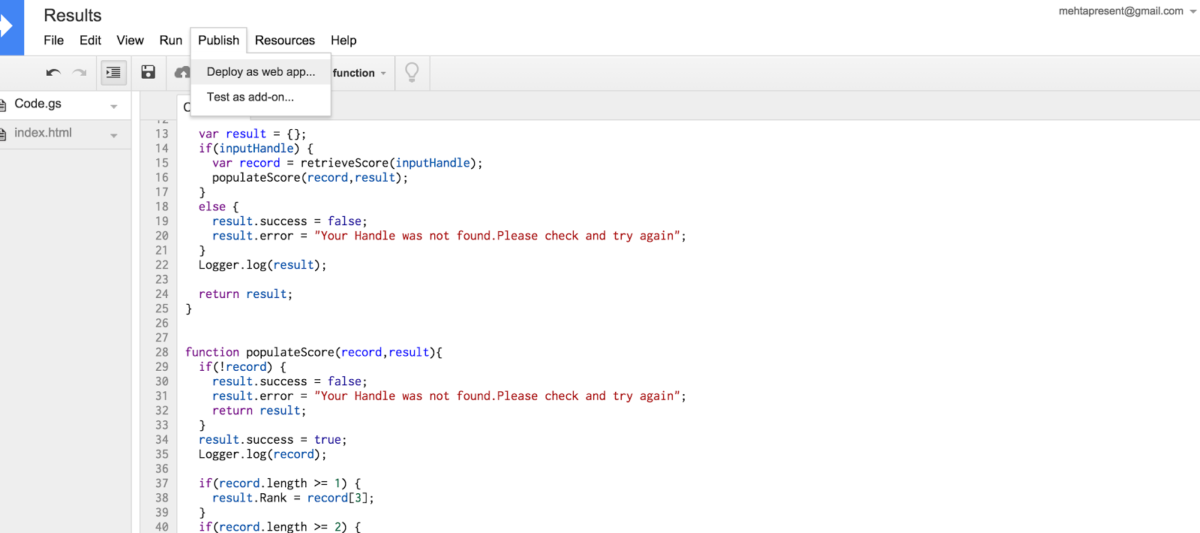 Results
mehtapresent@gmail.com
File Edit View Run Publish Resources Help
Deploy as web app... function
Test as add-on...
Code.gs
index.html
13 var result = {};
14 if(inputHandle) {
15 var record = retrieveScore(inputHandle);
16 populateScore(record,result);
17 }
18 else {
19 result.success = false;
20 result.error = "Your Handle was not found.Please check and try again";
21 }
22 Logger.log(result);
23
24 return result;
25 }
26
27
28 function populateScore(record,result){
29 if(!record) {
30 result.success = false;
31 result.error = "Your Handle was not found.Please check and try again";
32 return result;
33 }
34 result.success = true;
35 Logger.log(record);
36
37 if(record.length >= 1) {
38 result.Rank = record[3];
39 }
40 if(record.length >= 2) {